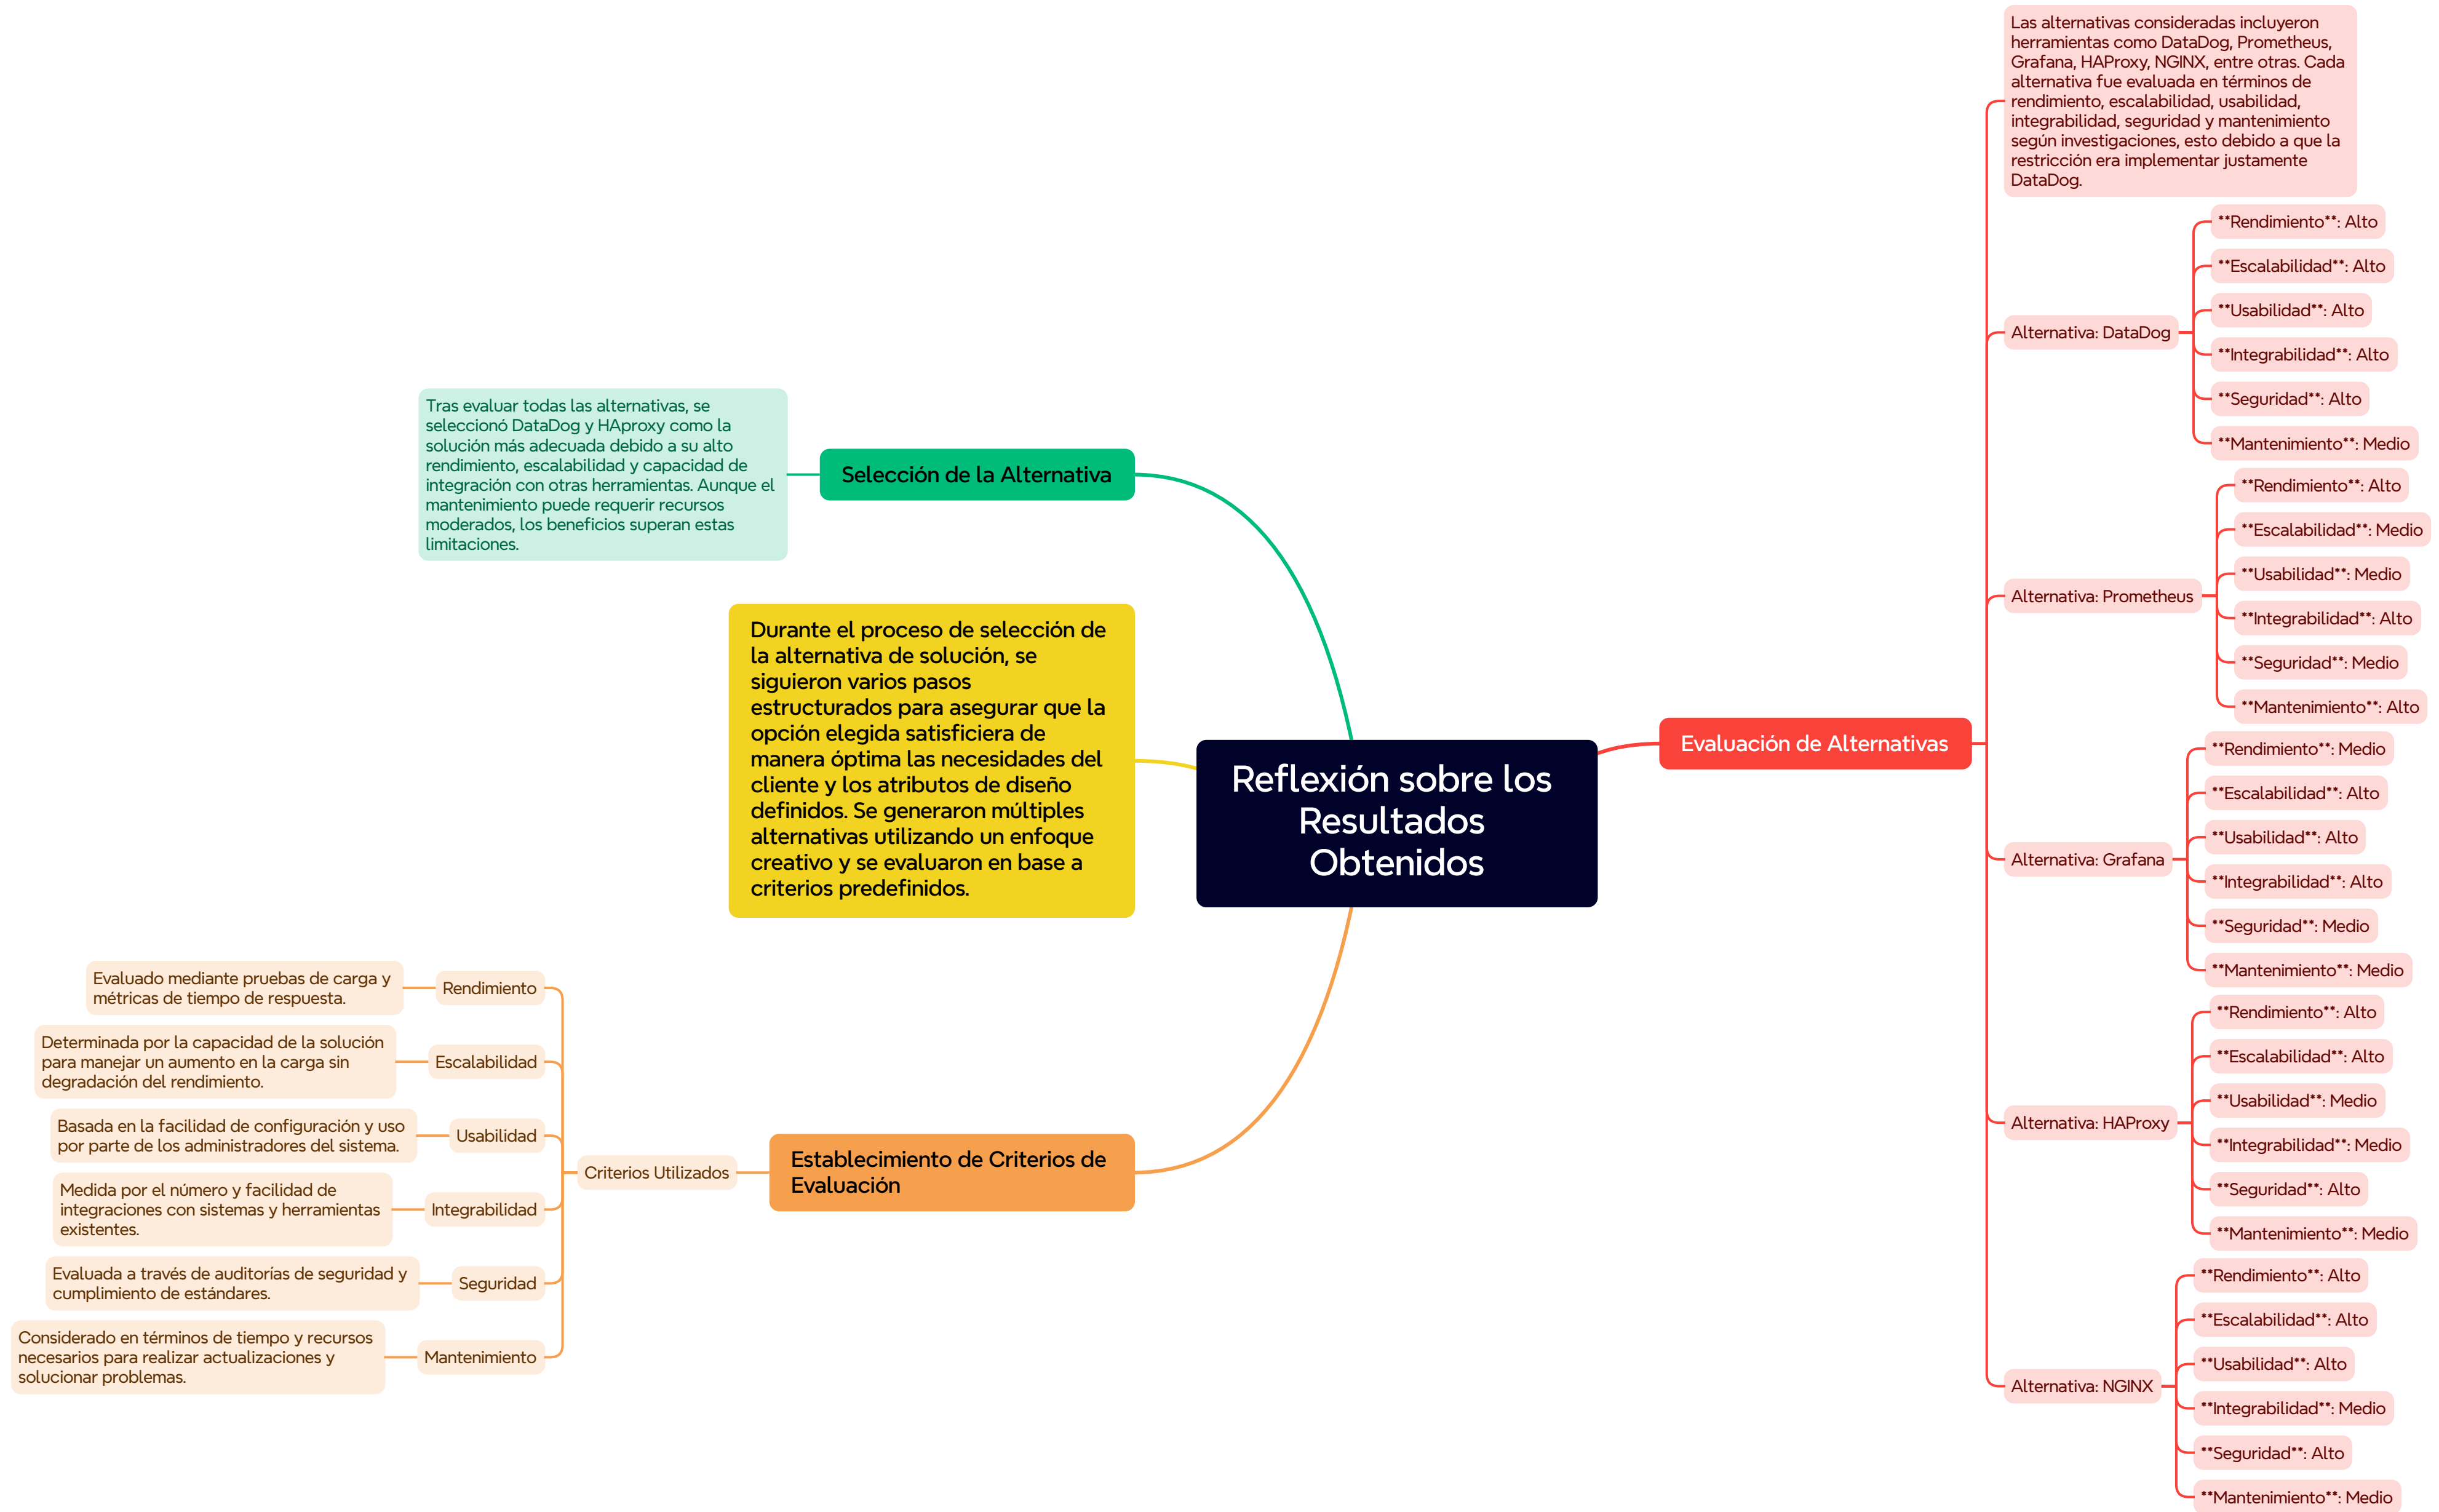 Reflexión sobre los
Resultados
Obtenidos
Selección de la Alternativa
Tras evaluar todas las alternativas, se
seleccionó DataDog y HAproxy como la
solución más adecuada debido a su alto
rendimiento, escalabilidad y capacidad de
integración con otras herramientas. Aunque el
mantenimiento puede requerir recursos
moderados, los beneficios superan estas
limitaciones.
Durante el proceso de selección de
la alternativa de solución, se
siguieron varios pasos
estructurados para asegurar que la
opción elegida satisficiera de
manera óptima las necesidades del
cliente y los atributos de diseño
definidos. Se generaron múltiples
alternativas utilizando un enfoque
creativo y se evaluaron en base a
criterios predefinidos.
Establecimiento de Criterios de
Evaluación
Criterios Utilizados
Rendimiento
Evaluado mediante pruebas de carga y
métricas de tiempo de respuesta.
Escalabilidad
Determinada por la capacidad de la solución
para manejar un aumento en la carga sin
degradación del rendimiento.
Usabilidad
Basada en la facilidad de configuración y uso
por parte de los administradores del sistema.
Integrabilidad
Medida por el número y facilidad de
integraciones con sistemas y herramientas
existentes.
Seguridad
Evaluada a través de auditorías de seguridad y
cumplimiento de estándares.
Mantenimiento
Considerado en términos de tiempo y recursos
necesarios para realizar actualizaciones y
solucionar problemas.
Evaluación de Alternativas
Las alternativas consideradas incluyeron
herramientas como DataDog, Prometheus,
Grafana, HAProxy, NGINX, entre otras. Cada
alternativa fue evaluada en términos de
rendimiento, escalabilidad, usabilidad,
integrabilidad, seguridad y mantenimiento
según investigaciones, esto debido a que la
restricción era implementar justamente
DataDog.
Alternativa: DataDog
**Rendimiento**: Alto
**Escalabilidad**: Alto
**Usabilidad**: Alto
**Integrabilidad**: Alto
**Seguridad**: Alto
**Mantenimiento**: Medio
Alternativa: Prometheus
**Rendimiento**: Alto
**Escalabilidad**: Medio
**Usabilidad**: Medio
**Integrabilidad**: Alto
**Seguridad**: Medio
**Mantenimiento**: Alto
Alternativa: Grafana
**Rendimiento**: Medio
**Escalabilidad**: Alto
**Usabilidad**: Alto
**Integrabilidad**: Alto
**Seguridad**: Medio
**Mantenimiento**: Medio
Alternativa: HAProxy
**Rendimiento**: Alto
**Escalabilidad**: Alto
**Usabilidad**: Medio
**Integrabilidad**: Medio
**Seguridad**: Alto
**Mantenimiento**: Medio
Alternativa: NGINX
**Rendimiento**: Alto
**Escalabilidad**: Alto
**Usabilidad**: Alto
**Integrabilidad**: Medio
**Seguridad**: Alto
**Mantenimiento**: Medio